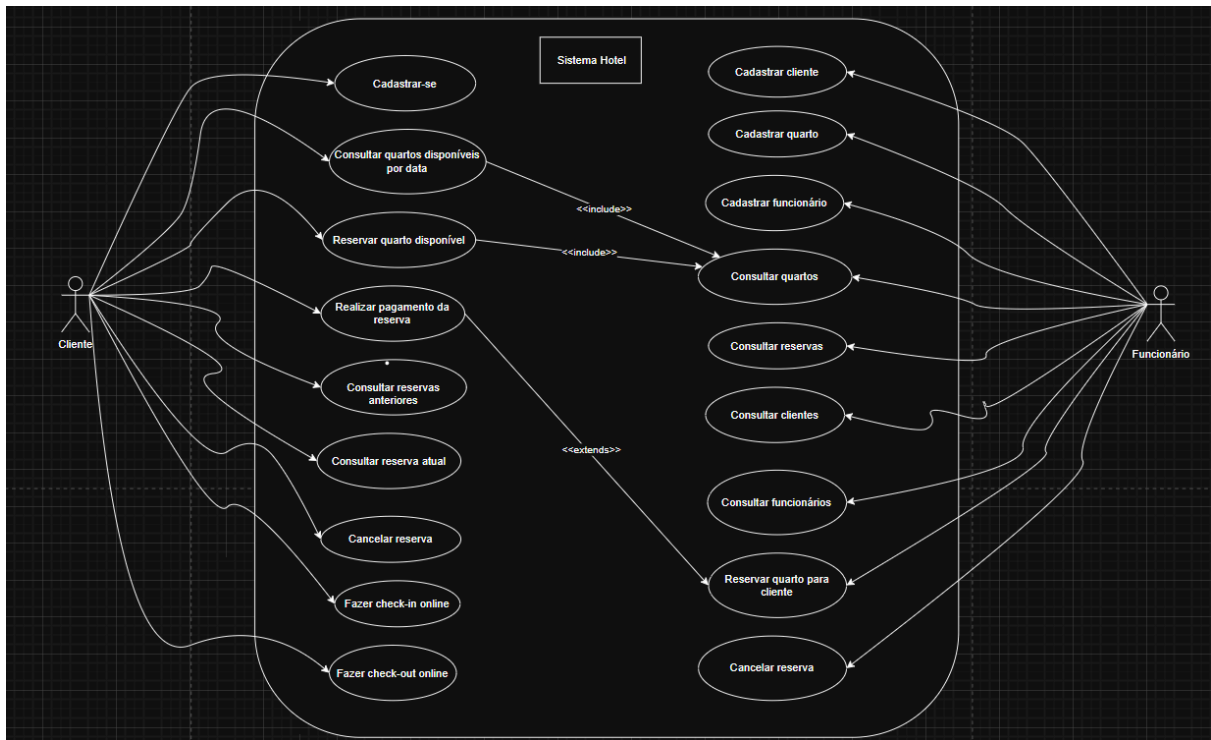 Sistema Hotel
Cadastrar-se
Consultar quartos disponíveis
por data
Reservar quarto disponível
Realizar pagamento da
reserva
Consultar reservas
anteriores
Consultar reserva atual
Cancelar reserva
Fazer check-in online
Fazer check-out online
Cliente
<<include>>
<<include>>
<<extends>>
Cadastrar cliente
Cadastrar quarto
Cadastrar funcionário
Consultar quartos
Consultar reservas
Consultar clientes
Consultar funcionários
Reservar quarto para
cliente
Cancelar reserva
Funcionário